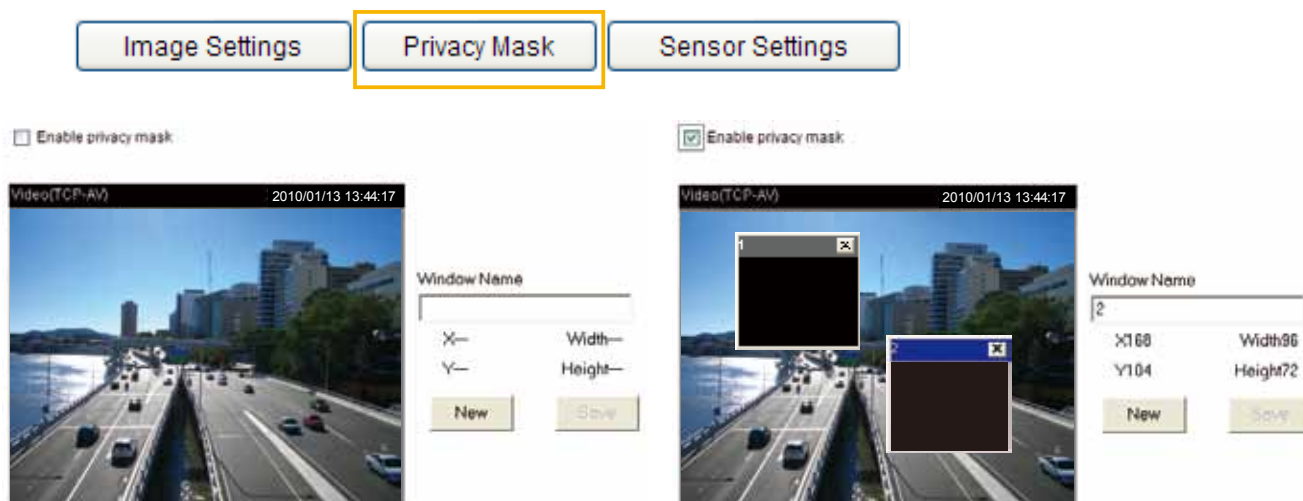 Image Settings
Privacy Mask
Sensor Settings
Enable privacy mask
Video(TCP-AV) 2010/01/13 13:44:17
Window Name
X— Width—
Y— Height—
New Save
Enable privacy mask
Video(TCP-AV) 2010/01/13 13:44:17
1
2
Window Name
2
X168 Width96
Y104 Height72
New Save